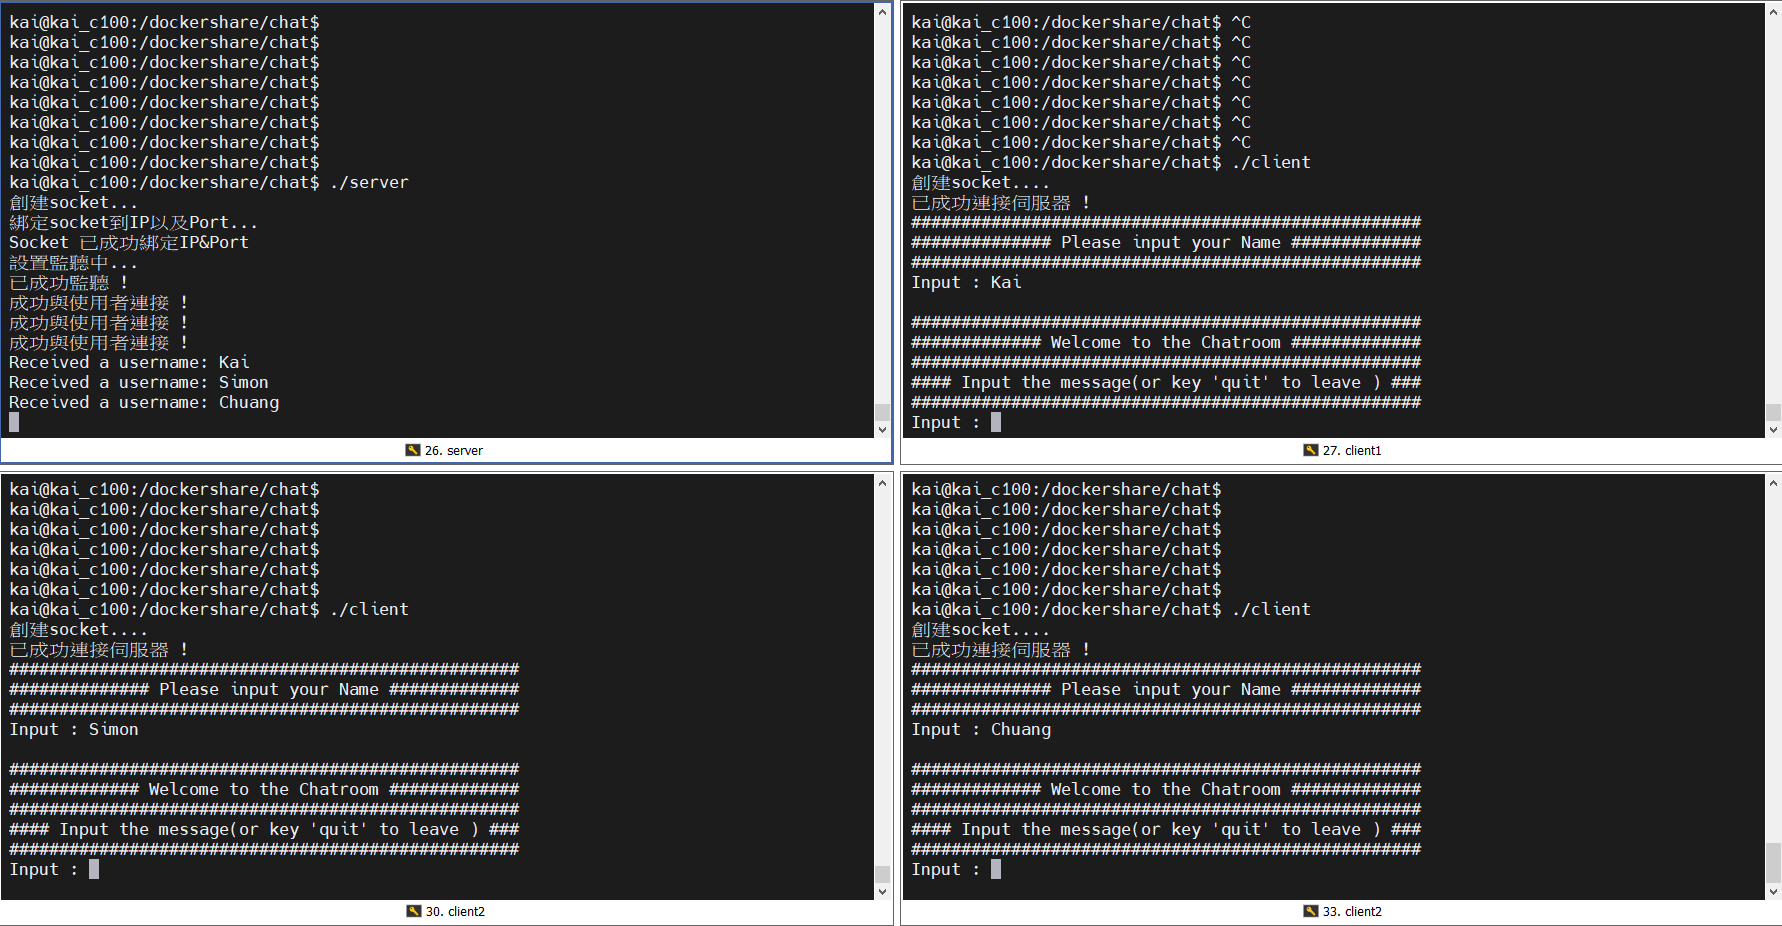 kai@kai_c100:/dockershare/chat$
kai@kai_c100:/dockershare/chat$
kai@kai_c100:/dockershare/chat$
kai@kai_c100:/dockershare/chat$
kai@kai_c100:/dockershare/chat$
kai@kai_c100:/dockershare/chat$
kai@kai_c100:/dockershare/chat$
kai@kai_c100:/dockershare/chat$
kai@kai_c100:/dockershare/chat$ ./server
創建socket...
綁定socket到IP以及Port...
Socket 已成功綁定IP&Port
設置監聽中...
已成功監聽 !
成功與使用者連接 !
成功與使用者連接 !
成功與使用者連接 !
Received a username: Kai
Received a username: Simon
Received a username: Chuang
26. server
kai@kai_c100:/dockershare/chat$ ^C
kai@kai_c100:/dockershare/chat$ ^C
kai@kai_c100:/dockershare/chat$ ^C
kai@kai_c100:/dockershare/chat$ ^C
kai@kai_c100:/dockershare/chat$ ^C
kai@kai_c100:/dockershare/chat$ ^C
kai@kai_c100:/dockershare/chat$ ^C
kai@kai_c100:/dockershare/chat$ ./client
創建socket....
已成功連接伺服器 !
###################################################
############## Please input your Name #############
###################################################
Input : Kai
###################################################
############# Welcome to the Chatroom #############
###################################################
#### Input the message(or key 'quit' to leave ) ###
###################################################
Input :
27. client1
kai@kai_c100:/dockershare/chat$
kai@kai_c100:/dockershare/chat$
kai@kai_c100:/dockershare/chat$
kai@kai_c100:/dockershare/chat$
kai@kai_c100:/dockershare/chat$
kai@kai_c100:/dockershare/chat$
kai@kai_c100:/dockershare/chat$ ./client
創建socket....
已成功連接伺服器 !
###################################################
############## Please input your Name #############
###################################################
Input : Simon
###################################################
############# Welcome to the Chatroom #############
###################################################
#### Input the message(or key 'quit' to leave ) ###
###################################################
Input :
30. client2
kai@kai_c100:/dockershare/chat$
kai@kai_c100:/dockershare/chat$
kai@kai_c100:/dockershare/chat$
kai@kai_c100:/dockershare/chat$
kai@kai_c100:/dockershare/chat$
kai@kai_c100:/dockershare/chat$
kai@kai_c100:/dockershare/chat$ ./client
創建socket....
已成功連接伺服器 !
###################################################
############## Please input your Name #############
###################################################
Input : Chuang
###################################################
############# Welcome to the Chatroom #############
###################################################
#### Input the message(or key 'quit' to leave ) ###
###################################################
Input :
33. client2